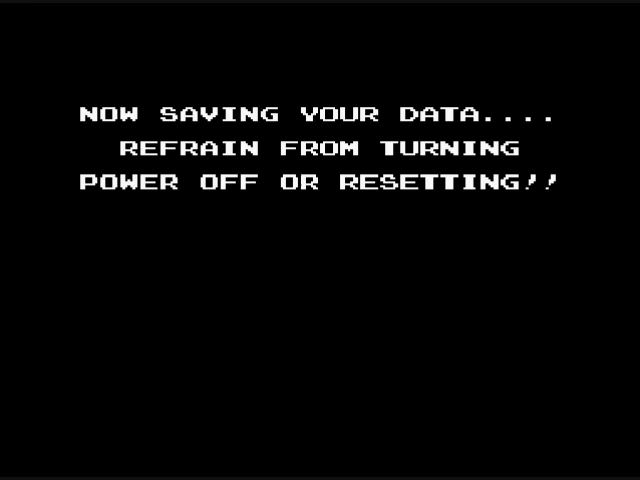 NOW SAVING YOUR DATA....
REFRAIN FROM TURNING
POWER OFF OR RESETTING!!